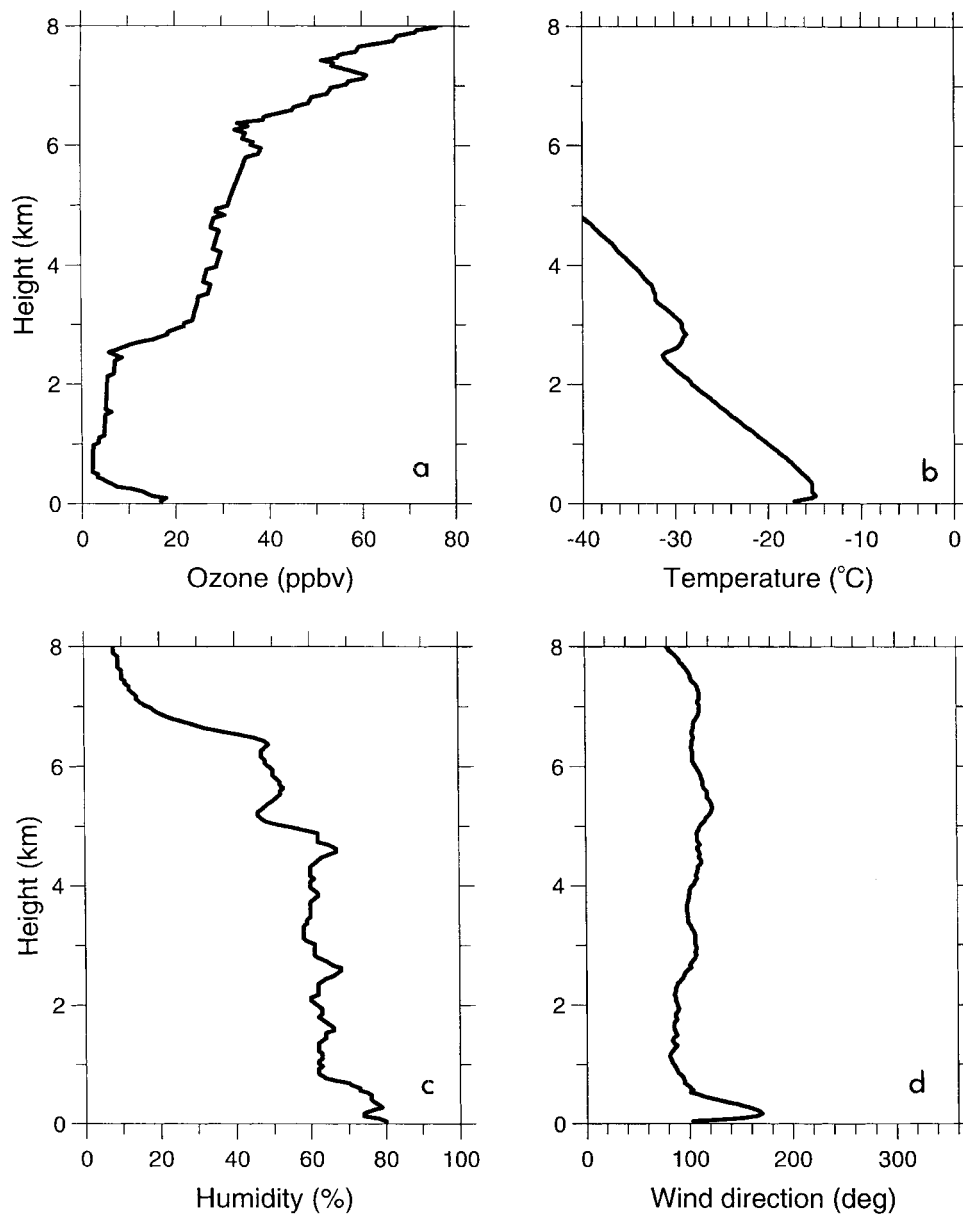 8
6
4
2
0
Height (km)
0 20 40 60 80
Ozone (ppbv)
a
8
6
4
2
0
-40 -30 -20 -10 0
Temperature (°C)
b
8
6
4
2
0
Height (km)
0 20 40 60 80 100
Humidity (%)
c
8
6
4
2
0
0 100 200 300
Wind direction (deg)
d